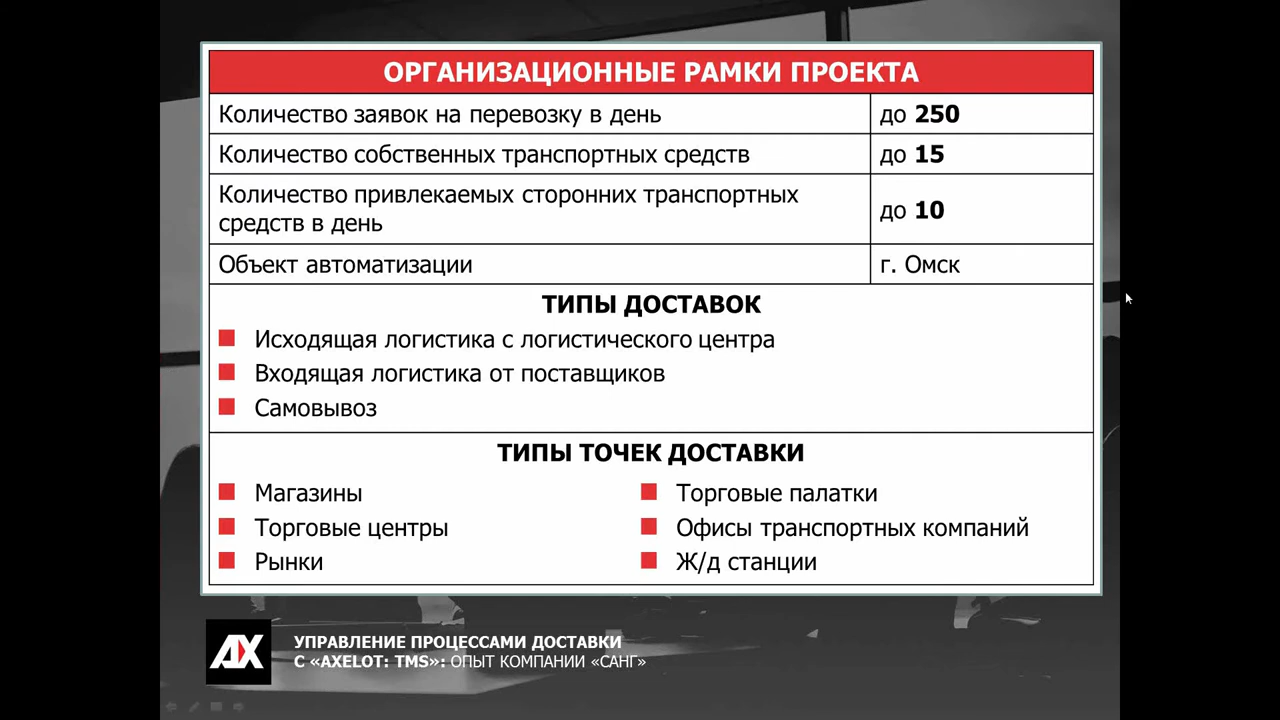 ОРГАНИЗАЦИОННЫЕ РАМКИ ПРОЕКТА
Количество заявок на перевозку в день
до 250
Количество собственных транспортных средств
до 15
Количество привлекаемых сторонних транспортных
средств в день
до 10
Объект автоматизации
г. Омск
ТИПЫ ДОСТАВОК
Исходящая логистика с логистического центра
Входящая логистика от поставщиков
Самовывоз
ТИПЫ ТОЧЕК ДОСТАВКИ
Магазины
Торговые центры
Рынки
Торговые палатки
Офисы транспортных компаний
Ж/д станции
AX
УПРАВЛЕНИЕ ПРОЦЕССАМИ ДОСТАВКИ
С «AXELOT: TMS»: ОПЫТ КОМПАНИИ «САНГ»